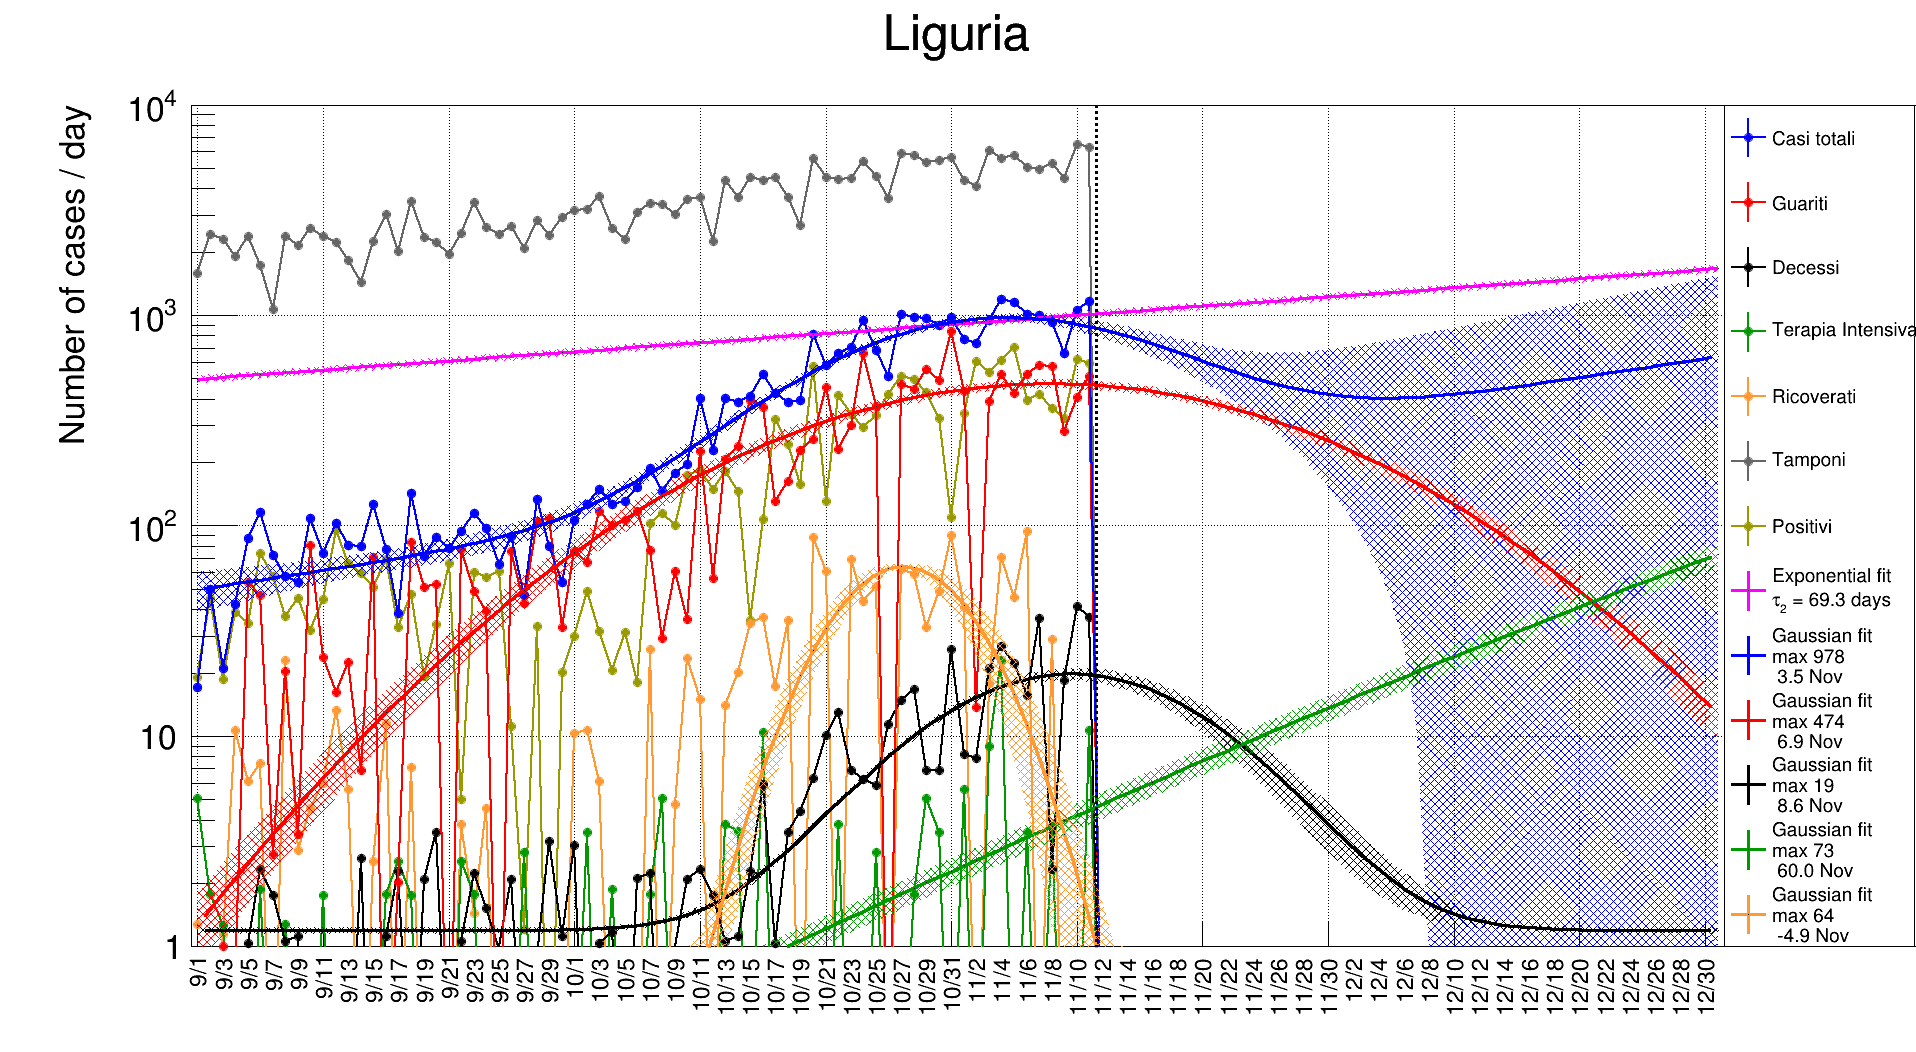 Liguria
Number of cases / day
10^4
10^3
10^2
10
1
9/1
9/3
9/5
9/7
9/9
9/11
9/13
9/15
9/17
9/19
9/21
9/23
9/25
9/27
9/29
10/1
10/3
10/5
10/7
10/9
10/11
10/13
10/15
10/17
10/19
10/21
10/23
10/25
10/27
10/29
10/31
11/2
11/4
11/6
11/8
11/10
11/12
11/14
11/16
11/18
11/20
11/22
11/24
11/26
11/28
11/30
12/2
12/4
12/6
12/8
12/10
12/12
12/14
12/16
12/18
12/20
12/22
12/24
12/26
12/28
12/30
Casi totali
Guariti
Decessi
Terapia Intensiva
Ricoverati
Tamponi
Positivi
Exponential fit
τ2 = 69.3 days
Gaussian fit
max 978
3.5 Nov
Gaussian fit
max 474
6.9 Nov
Gaussian fit
max 19
8.6 Nov
Gaussian fit
max 73
60.0 Nov
Gaussian fit
max 64
-4.9 Nov